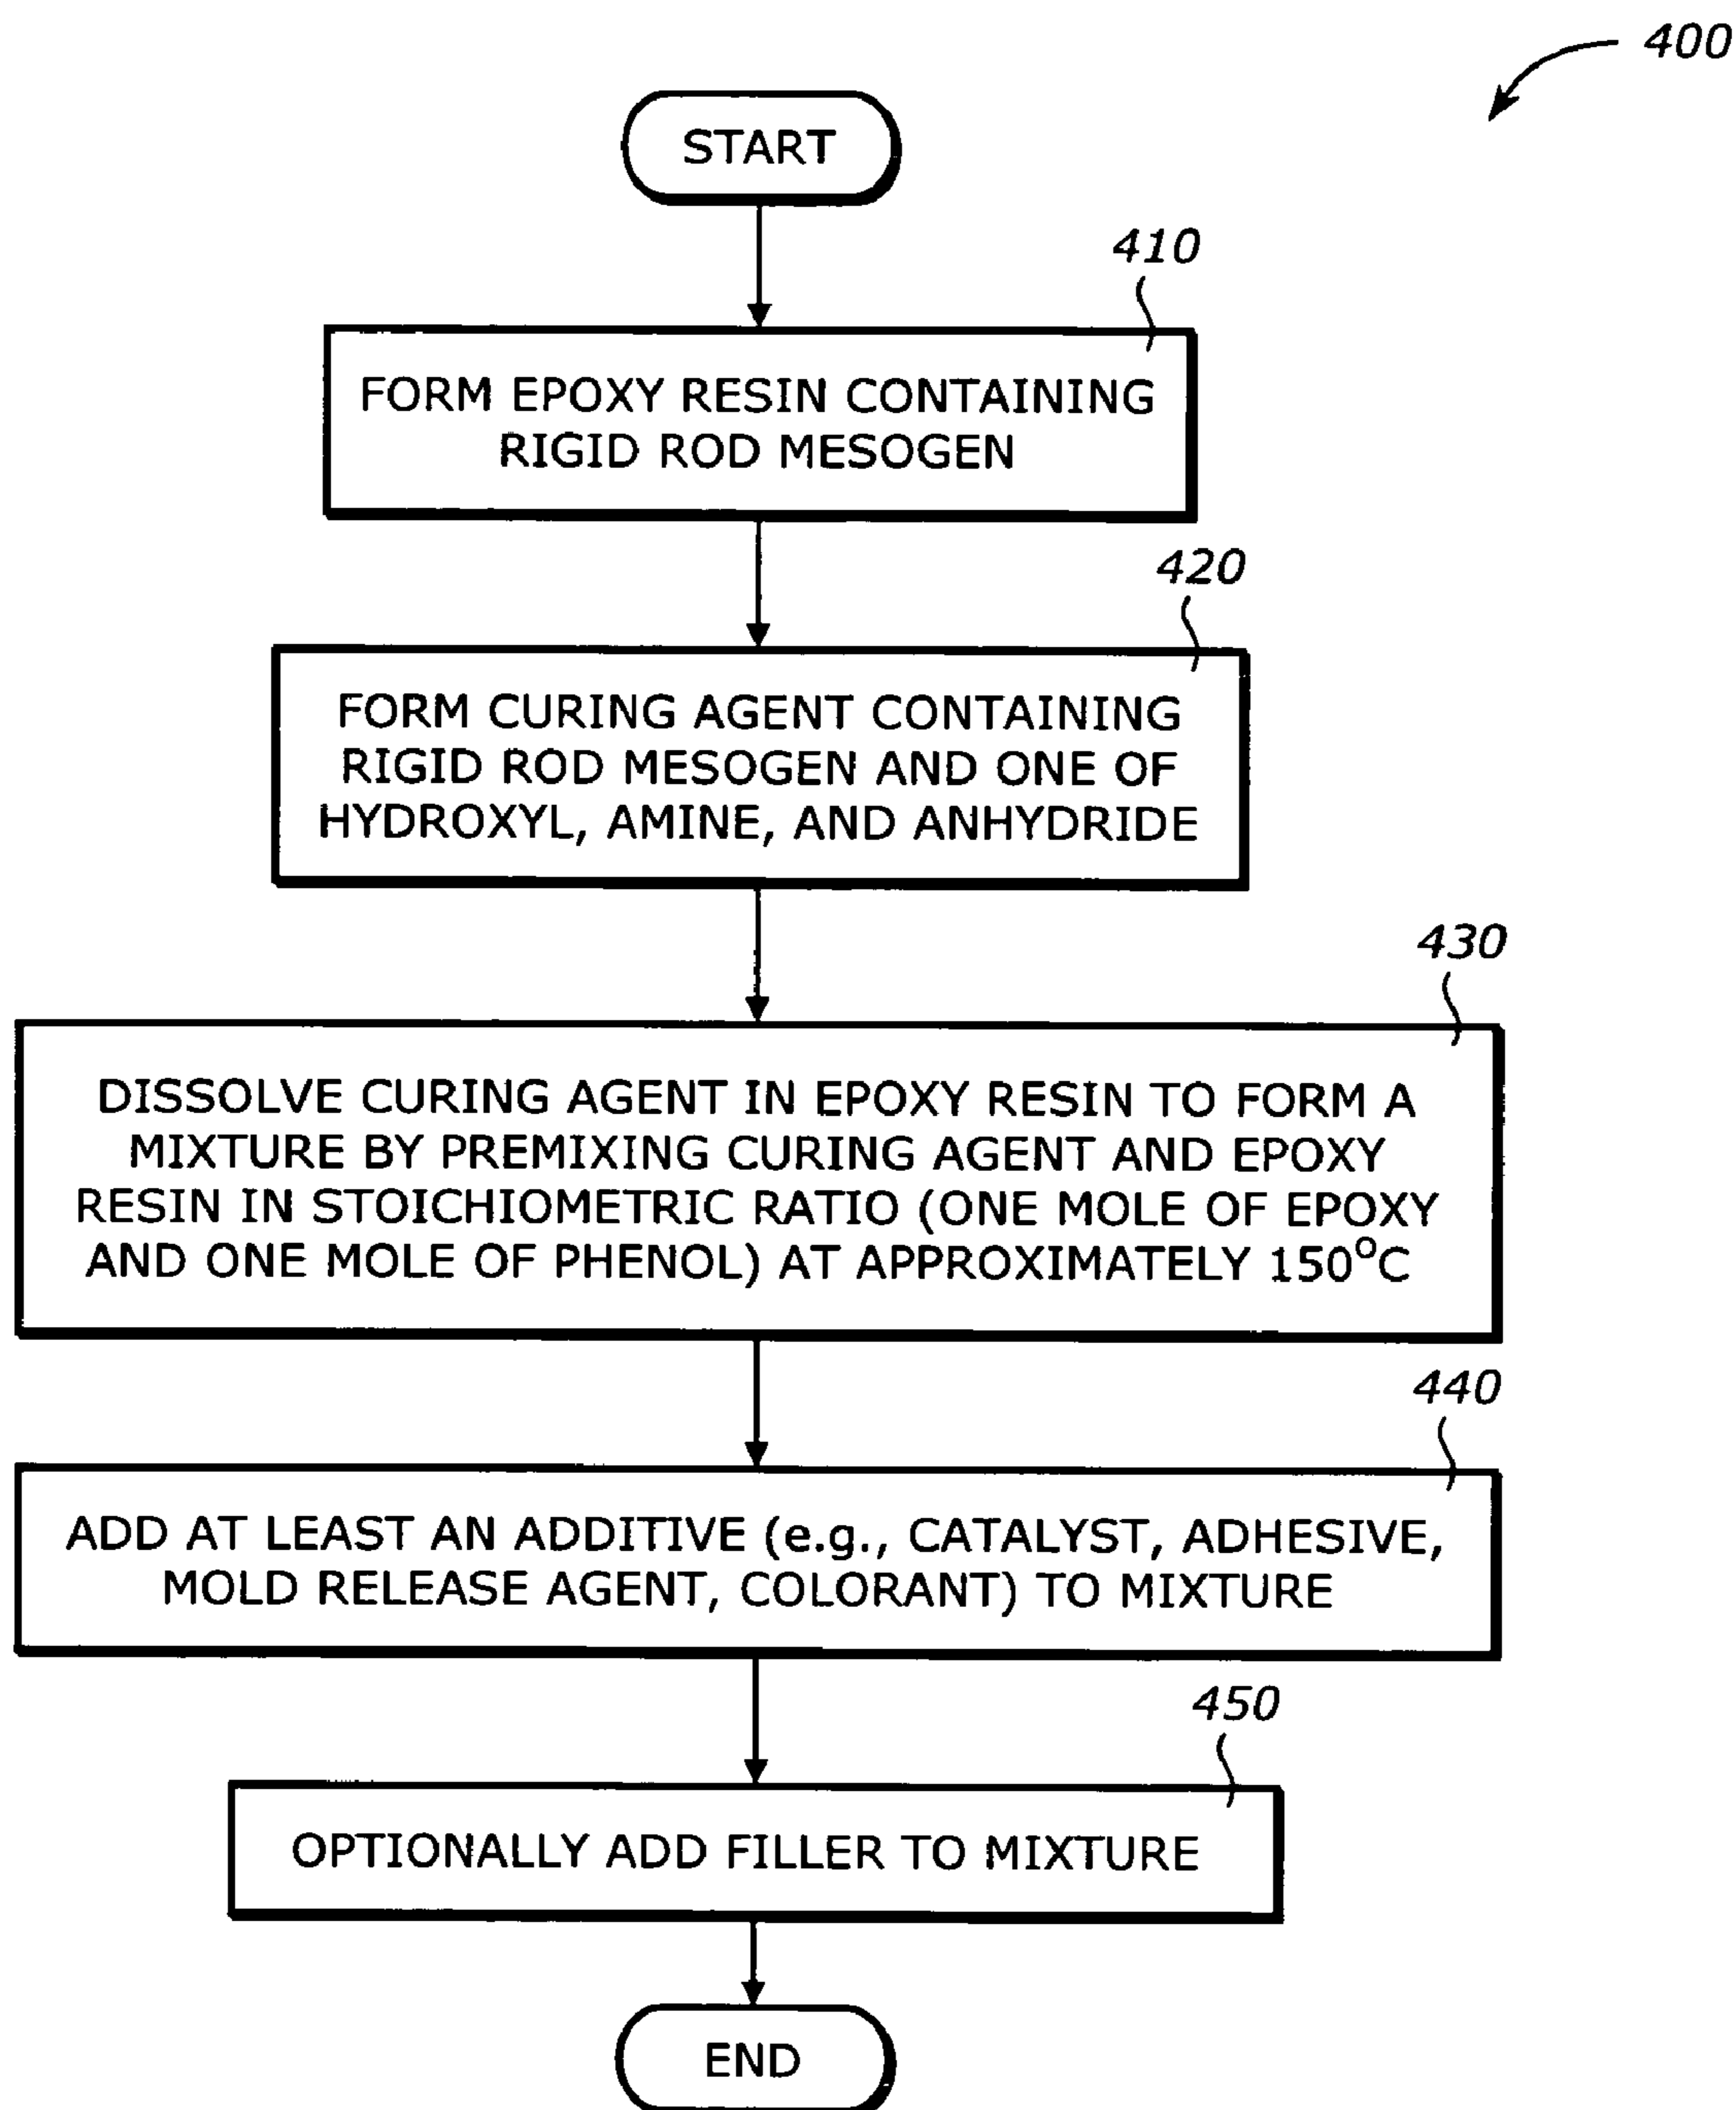 400
START
410
FORM EPOXY RESIN CONTAINING
RIGID ROD MESOGEN
420
FORM CURING AGENT CONTAINING
RIGID ROD MESOGEN AND ONE OF
HYDROXYL, AMINE, AND ANHYDRIDE
430
DISSOLVE CURING AGENT IN EPOXY RESIN TO FORM A
MIXTURE BY PREMIXING CURING AGENT AND EPOXY
RESIN IN STOICHIOMETRIC RATIO (ONE MOLE OF EPOXY
AND ONE MOLE OF PHENOL) AT APPROXIMATELY 150°C
440
ADD AT LEAST AN ADDITIVE (e.g., CATALYST, ADHESIVE,
MOLD RELEASE AGENT, COLORANT) TO MIXTURE
450
OPTIONALLY ADD FILLER TO MIXTURE
END